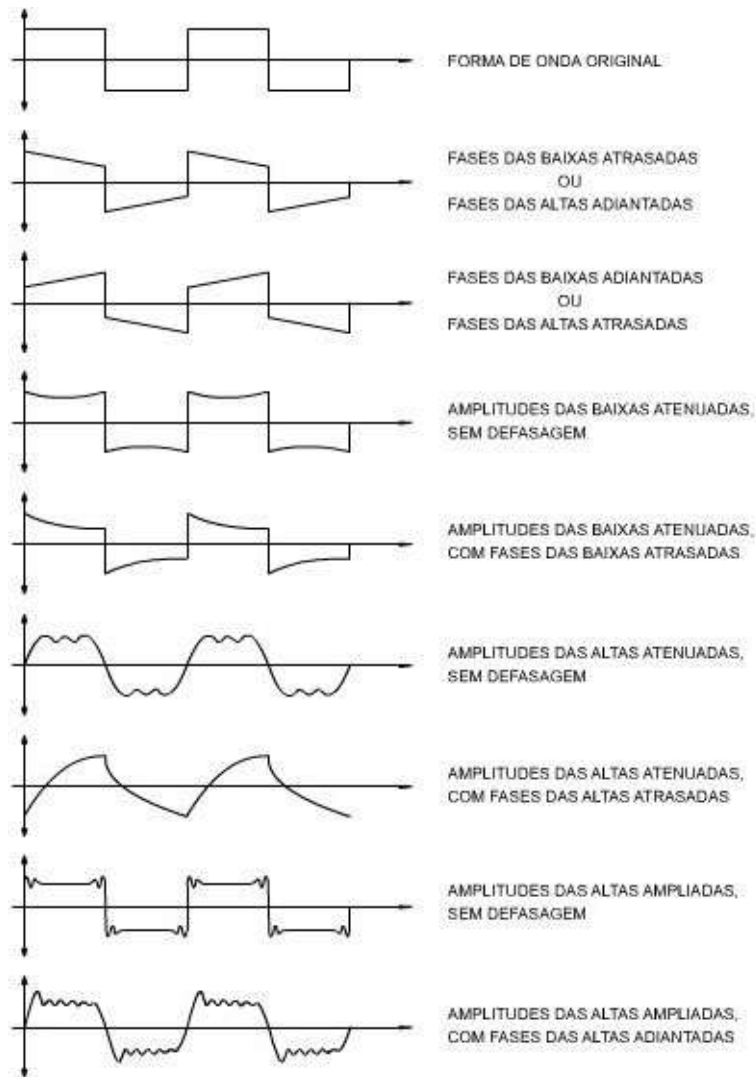 FORMA DE ONDA ORIGINAL
FASES DAS BAIXAS ATRASADAS
OU
FASES DAS ALTAS ADIANTADAS
FASES DAS BAIXAS ADIANTADAS
OU
FASES DAS ALTAS ATRASADAS
AMPLITUDES DAS BAIXAS ATENUADAS,
SEM DEFASAGEM
AMPLITUDES DAS BAIXAS ATENUADAS,
COM FASES DAS BAIXAS ATRASADAS
AMPLITUDES DAS ALTAS ATENUADAS,
SEM DEFASAGEM
AMPLITUDES DAS ALTAS ATENUADAS,
COM FASES DAS ALTAS ATRASADAS
AMPLITUDES DAS ALTAS AMPLIADAS,
SEM DEFASAGEM
AMPLITUDES DAS ALTAS AMPLIADAS,
COM FASES DAS ALTAS ADIANTADAS